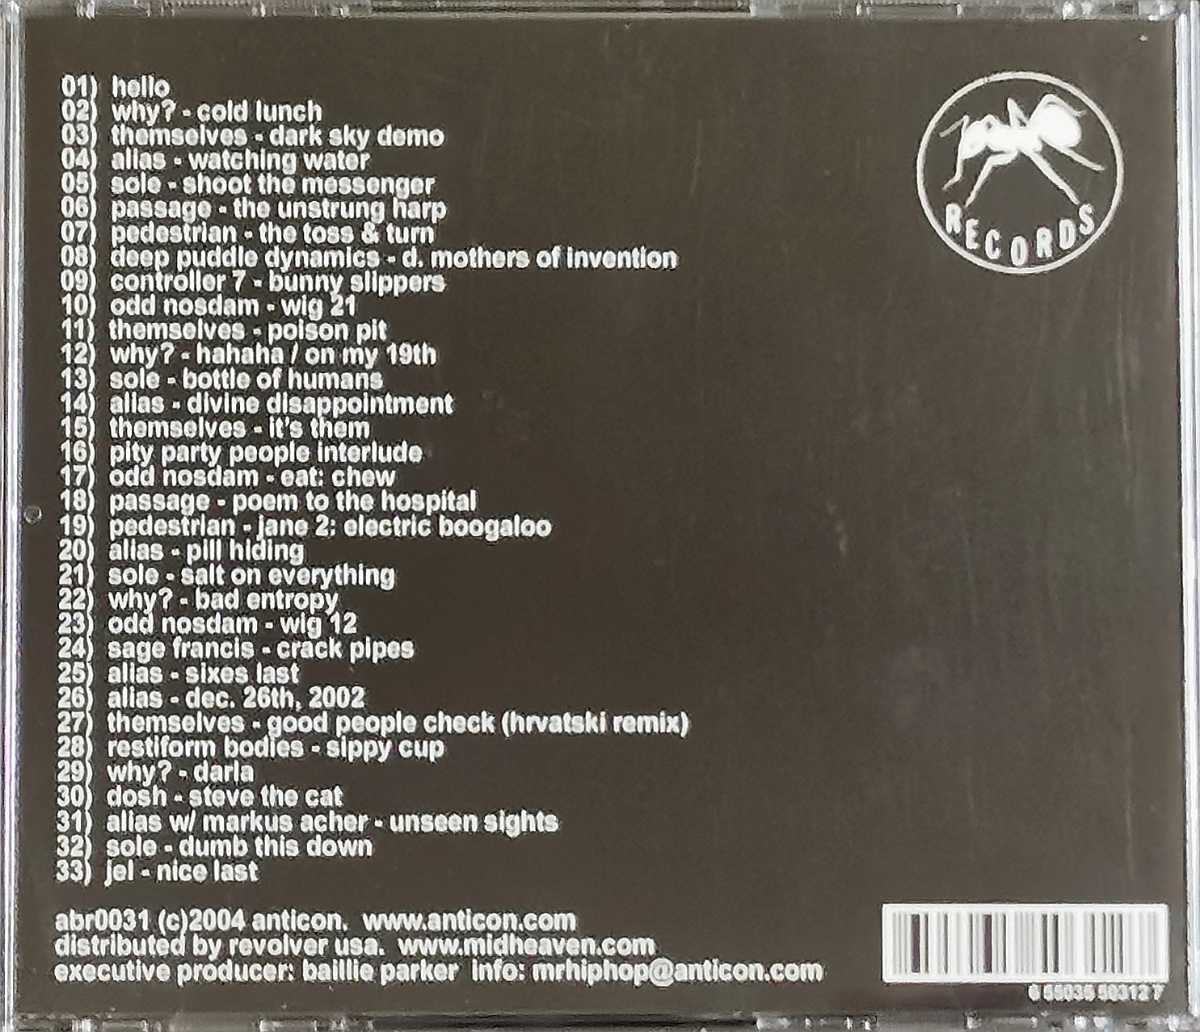 01) hello
02) why? - cold lunch
03) themselves - dark sky demo
04) alias - watching water
05) sole - shoot the messenger
06) passage - the unstrung harp
07) pedestrian - the toss & turn
08) deep puddle dynamics - d. mothers of invention
09) controller 7 - bunny slippers
10) odd nosdam - wig 21
11) themselves - poison pit
12) why? - hahaha / on my 19th
13) sole - bottle of humans
14) alias - divine disappointment
15) themselves - it's them
16) pity party people interlude
17) odd nosdam - eat: chew
18) passage - poem to the hospital
19) pedestrian - jane 2: electric boogaloo
20) alias - pill hiding
21) sole - salt on everything
22) why? - bad entropy
23) odd nosdam - wig 12
24) sage francis - crack pipes
25) alias - sixes last
26) alias - dec. 26th, 2002
27) themselves - good people check (hrvatski remix)
28) restiform bodies - sippy cup
29) why? - darla
30) dosh - steve the cat
31) alias w/ markus acher - unseen sights
32) sole - dumb this down
33) jel - nice last
RECORDS
abr0031 (c)2004 anticon. www.anticon.com
distributed by revolver usa. www.midheaven.com
executive producer: baillie parker info: mrhiphop@anticon.com
6 55035 50312 7